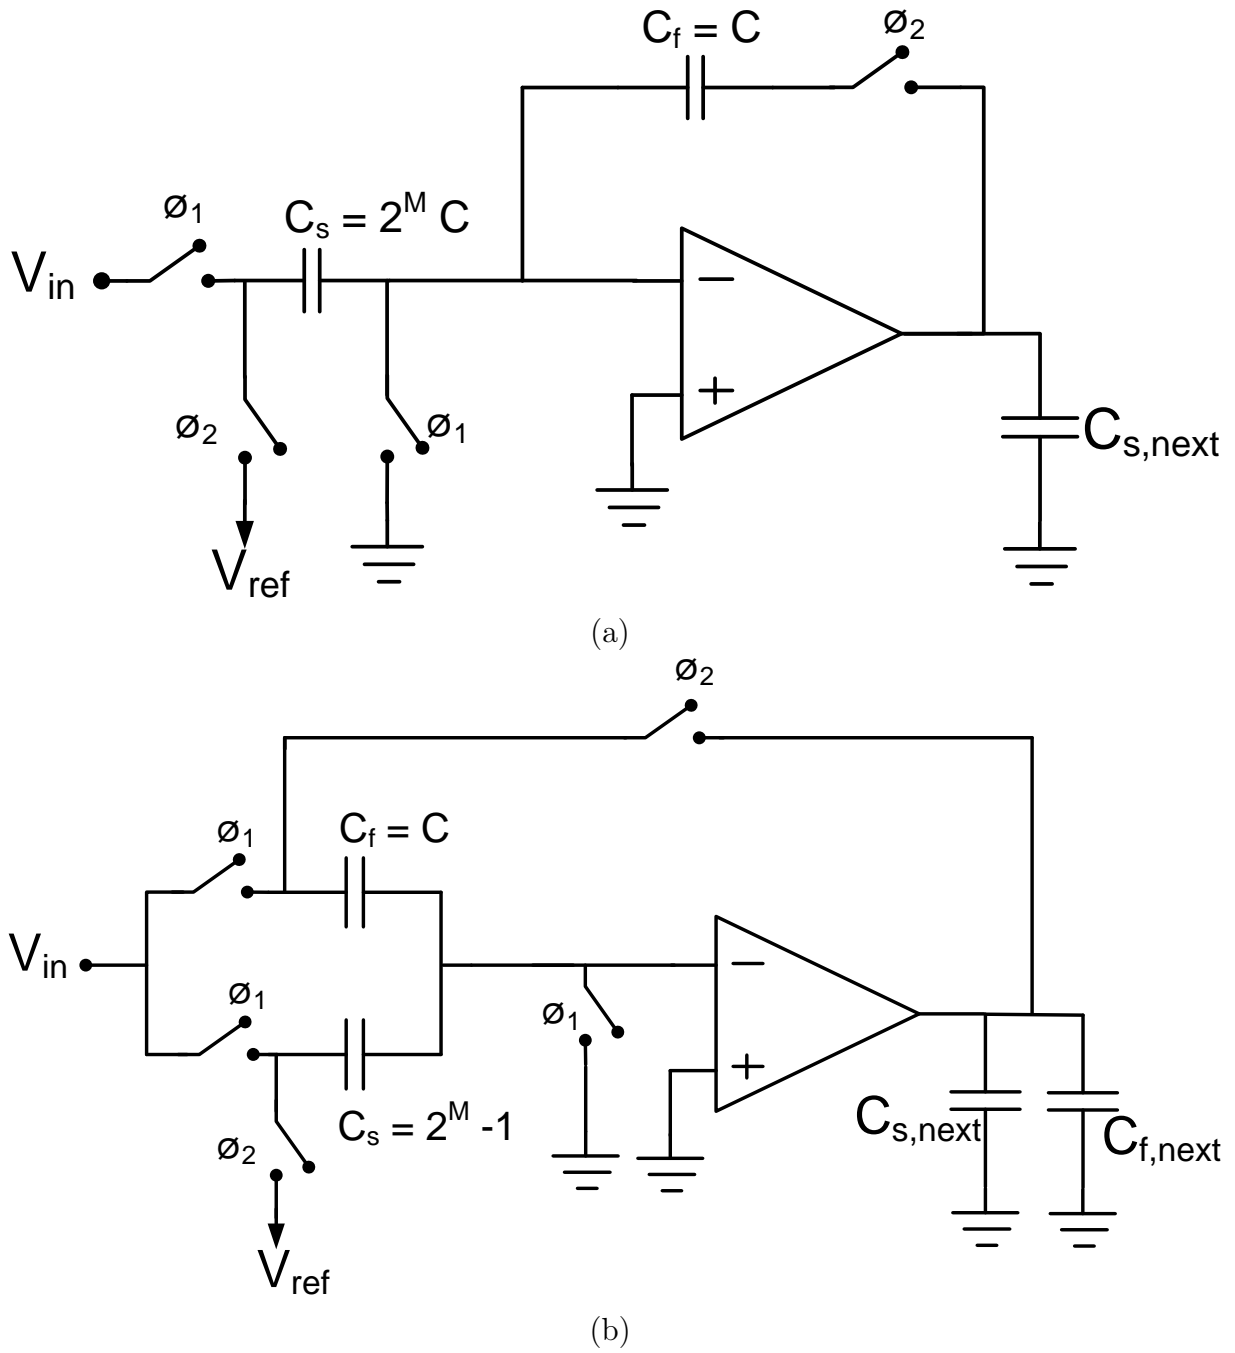 C_f = C
ø_2
ø_1
C_s = 2^M C
V_in
−
+
ø_2
ø_1
C_s,next
V_ref
(a)
ø_2
ø_1
C_f = C
V_in
−
ø_1
ø_1
+
C_s = 2^M -1
C_s,next
C_f,next
ø_2
V_ref
(b)